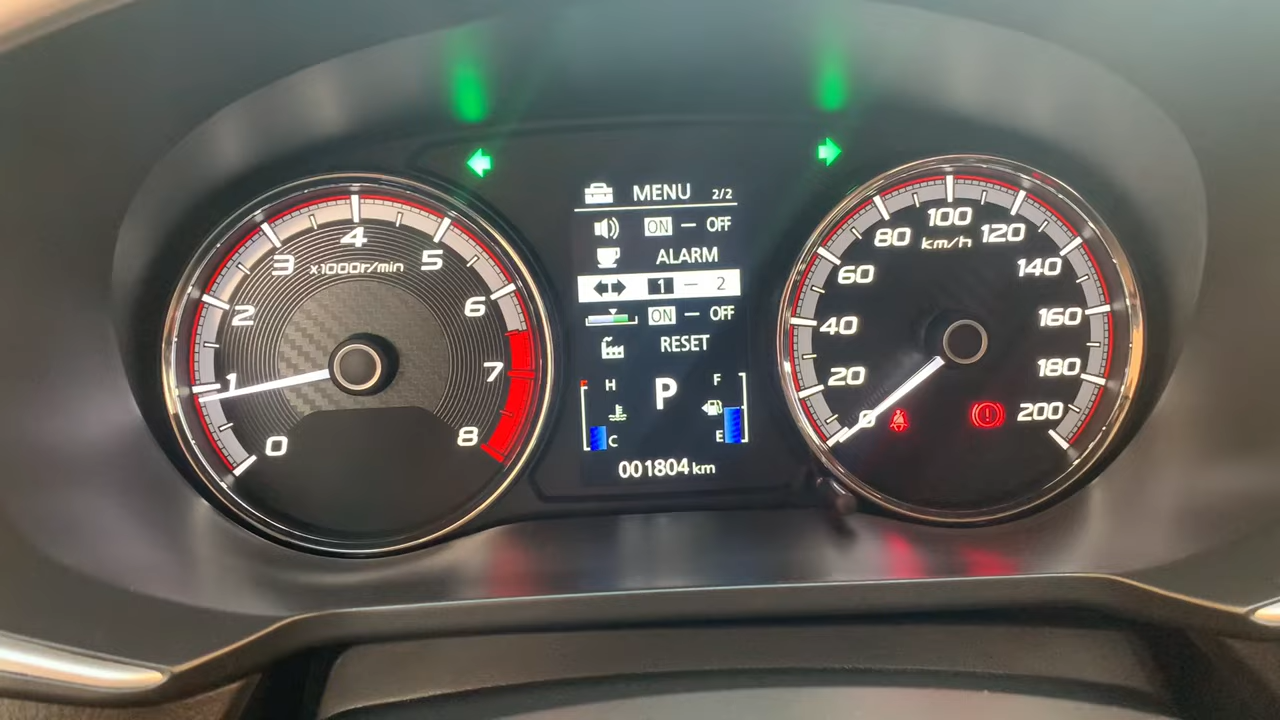 0
1
2
3
4
5
6
7
8
x1000r/min
MENU 2/2
ON — OFF
ALARM
1 — 2
ON — OFF
RESET
H
C
P
F
E
001804 km
0
20
40
60
80
100
120
140
160
180
200
km/h